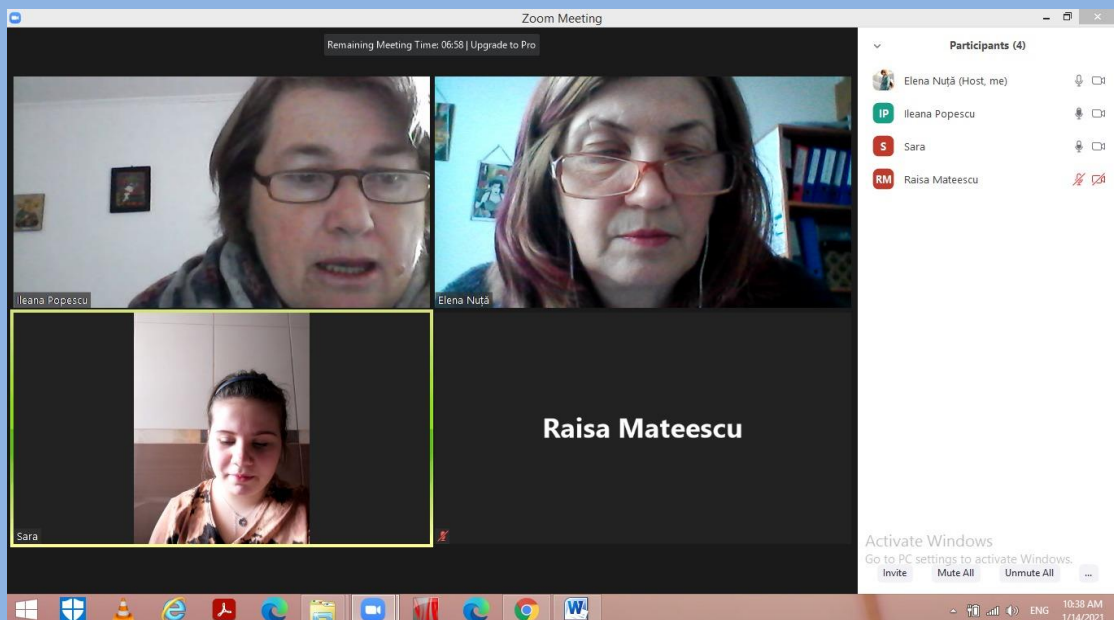 Zoom Meeting
Remaining Meeting Time: 06:58 | Upgrade to Pro
Ileana Popescu
Elena Nuță
Sara
Raisa Mateescu
Participants (4)
Elena Nuță (Host, me)
IP Ileana Popescu
S Sara
RM Raisa Mateescu
Activate Windows
Go to PC settings to activate Windows.
Invite Mute All Unmute All ...
ENG 10:38 AM
1/14/2021